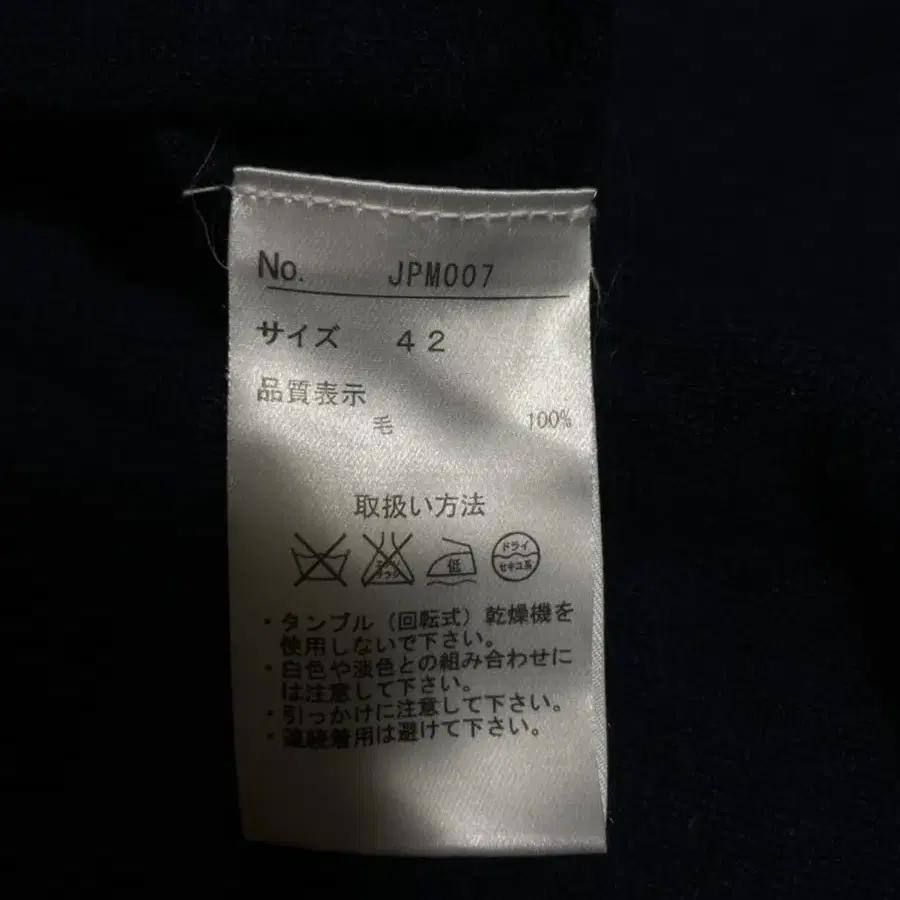 No. JPM007
サイズ 42
品質表示
毛 100%
取扱い方法
低 ドライ
セキユ系
・タンブル（回転式）乾燥機を
使用しないで下さい。
・白色や淡色との組み合わせに
は注意して下さい。
・引っかけに注意して下さい。
・連続着用は避けて下さい。